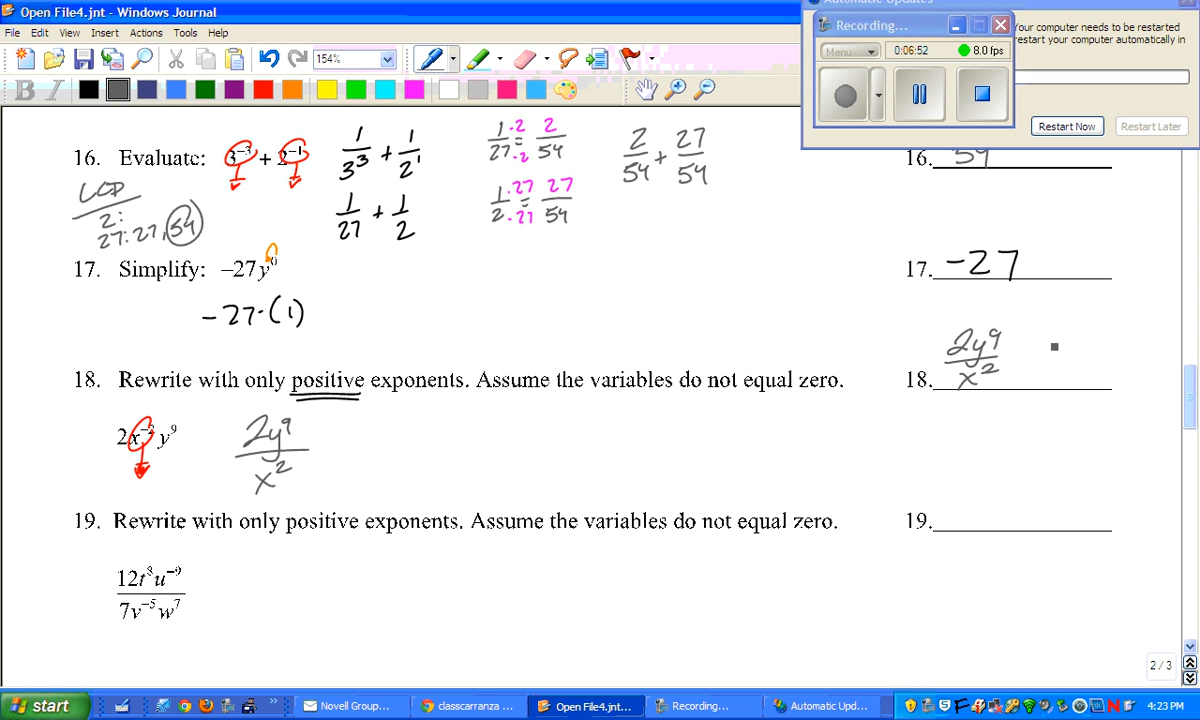 Open File4.jnt - Windows Journal
File Edit View Insert Actions Tools Help
154%
B I
Automatic Updates
Recording...
Menu 0:06:52 8.0 fps
Your computer needs to be restarted
restart your computer automatically in
Restart Now Restart Later
16. Evaluate: 3⁻³ + 2⁻¹
1/3³ + 1/2¹
1·2/27·2 = 2/54
2/54 + 27/54
16. 54
LCD
2:
27: 27, 54
1/27 + 1/2
1·27/2·27 = 27/54
17. Simplify: –27y⁰
17. -27
-27·(1)
18. Rewrite with only positive exponents. Assume the variables do not equal zero.
18. 2y⁹/x²
2x⁻²y⁹
2y⁹/x²
19. Rewrite with only positive exponents. Assume the variables do not equal zero.
19.
12t⁸u⁻⁹
7v⁻⁵w⁷
2 / 3
start
Novell Group...
classcarranza ...
Open File4.jnt...
Recording...
Automatic Upd...
4:23 PM